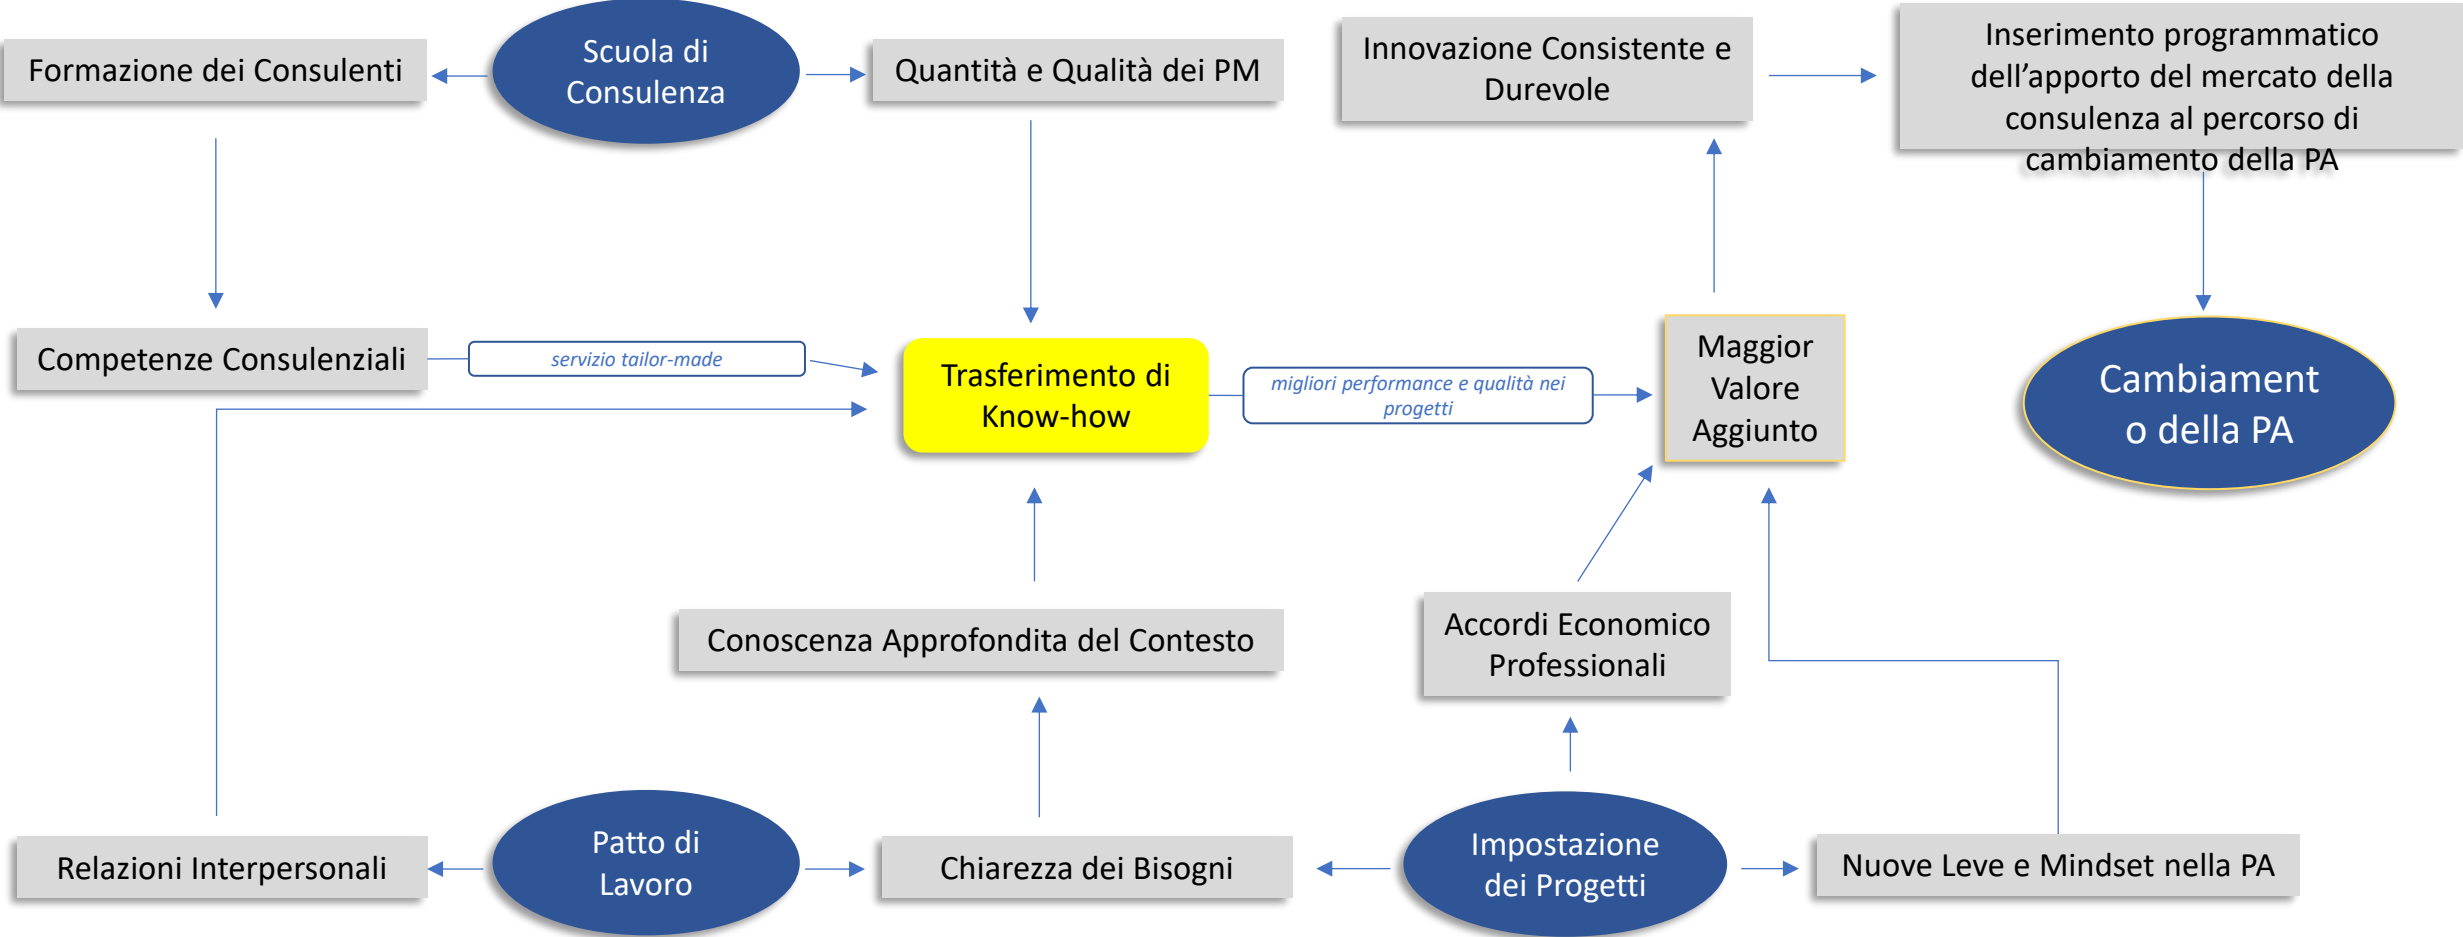 Formazione dei Consulenti
Scuola di
Consulenza
Quantità e Qualità dei PM
Innovazione Consistente e
Durevole
Inserimento programmatico
dell’apporto del mercato della
consulenza al percorso di
cambiamento della PA
Competenze Consulenziali
servizio tailor-made
Trasferimento di
Know-how
migliori performance e qualità nei
progetti
Maggior
Valore
Aggiunto
Cambiament
o della PA
Conoscenza Approfondita del Contesto
Accordi Economico
Professionali
Relazioni Interpersonali
Patto di
Lavoro
Chiarezza dei Bisogni
Impostazione
dei Progetti
Nuove Leve e Mindset nella PA